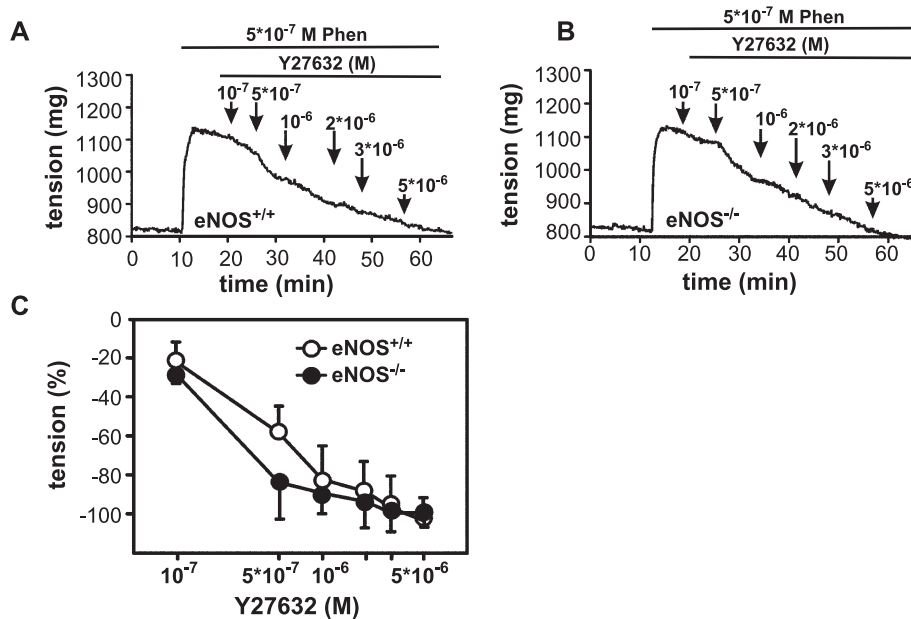 A
5*10⁻⁷ M Phen
Y27632 (M)
1300
1200
1100
1000
900
800
tension (mg)
10⁻⁷
5*10⁻⁷
10⁻⁶
2*10⁻⁶
3*10⁻⁶
5*10⁻⁶
eNOS⁺/⁺
0 10 20 30 40 50 60
time (min)
B
5*10⁻⁷ M Phen
Y27632 (M)
1300
1200
1100
1000
900
800
tension (mg)
10⁻⁷
5*10⁻⁷
10⁻⁶
2*10⁻⁶
3*10⁻⁶
5*10⁻⁶
eNOS⁻/⁻
0 10 20 30 40 50 60
time (min)
C
0
-20
-40
-60
-80
-100
tension (%)
eNOS⁺/⁺
eNOS⁻/⁻
10⁻⁷ 5*10⁻⁷ 10⁻⁶ 5*10⁻⁶
Y27632 (M)